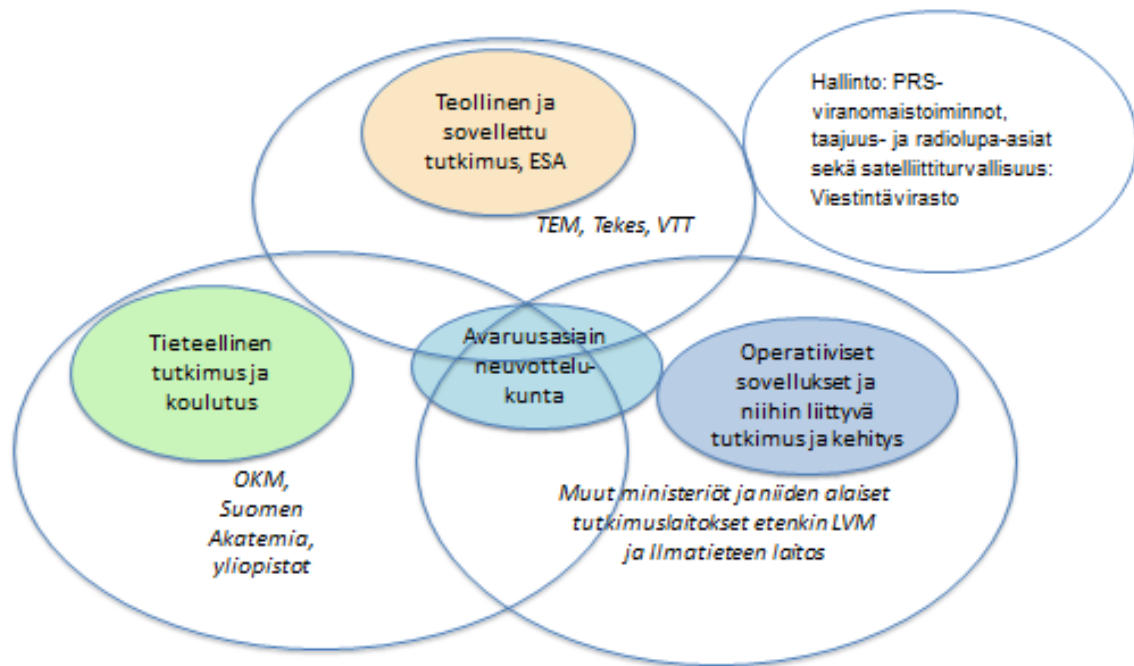 Teollinen ja
sovellettu
tutkimus, ESA
TEM, Tekes, VTT
Hallinto: PRS-
viranomaistoiminnot,
taajuus- ja radiolupa-asiat
sekä satelliittiturvallisuus:
Viestintävirasto
Tieteellinen
tutkimus ja
koulutus
OKM,
Suomen
Akatemia,
yliopistot
Avaruusasiain
neuvottelu-
kunta
Operatiiviset
sovellukset ja
niihin liittyvä
tutkimus ja kehitys
Muut ministeriöt ja niiden alaiset
tutkimuslaitokset etenkin LVM
ja Ilmatieteen laitos